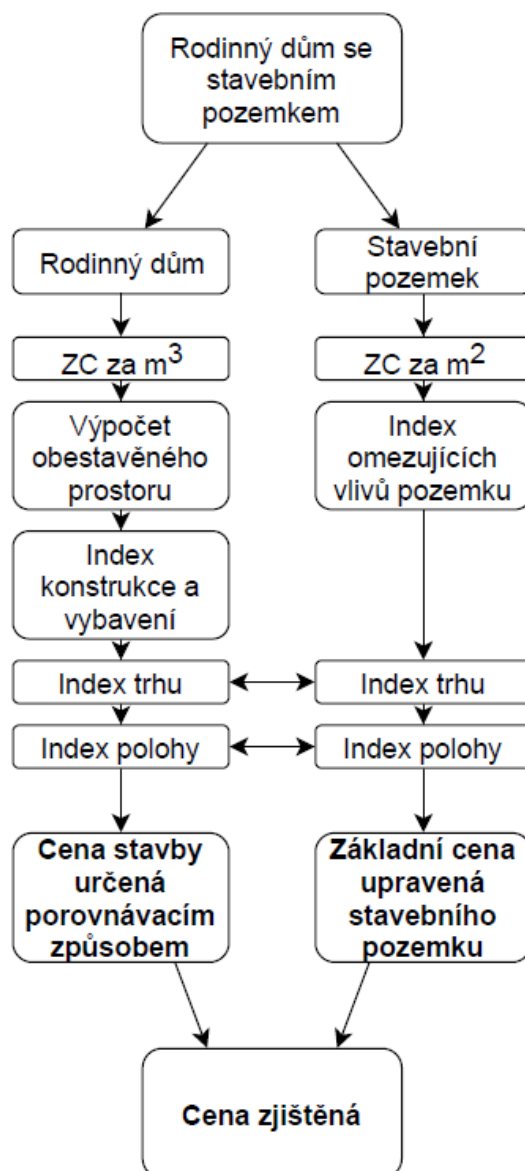 Rodinný dům se
stavebním
pozemkem
Rodinný dům
Stavební
pozemek
ZC za m³
ZC za m²
Výpočet
obestavěného
prostoru
Index
omezujících
vlivů pozemku
Index
konstrukce a
vybavení
Index trhu
Index trhu
Index polohy
Index polohy
Cena stavby
určená
porovnávacím
způsobem
Základní cena
upravená
stavebního
pozemku
Cena zjištěná